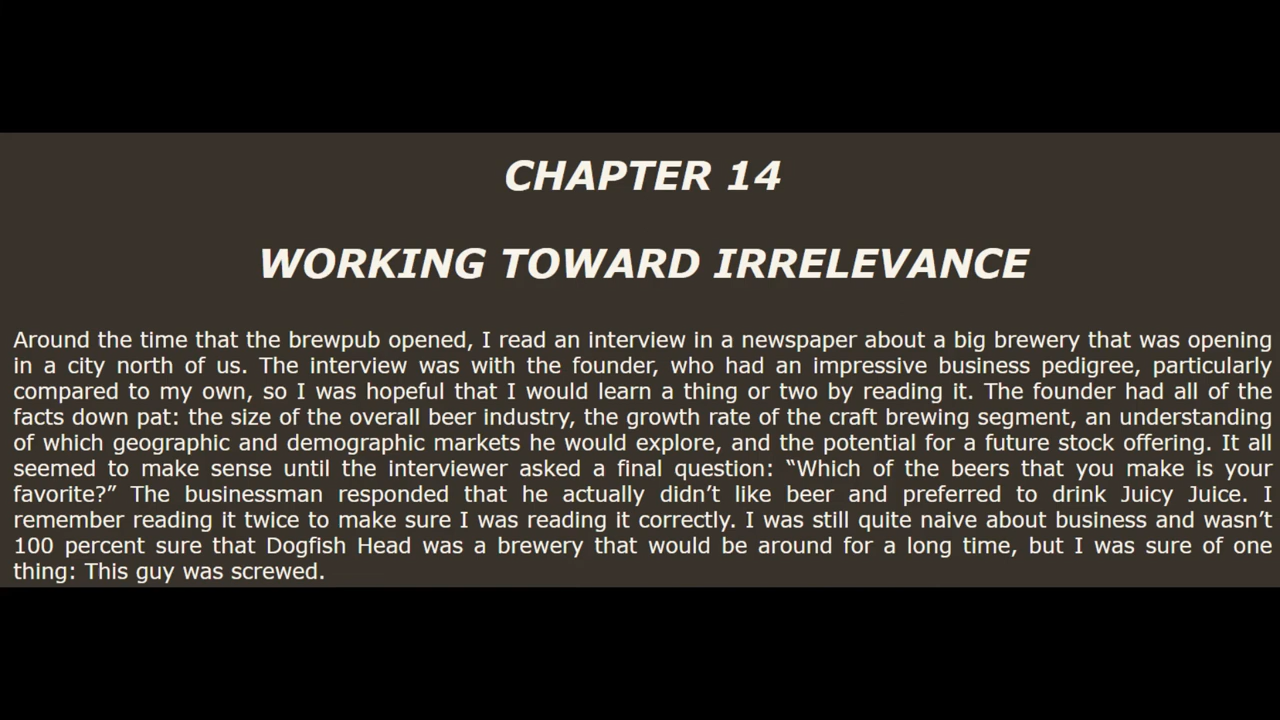 CHAPTER 14
WORKING TOWARD IRRELEVANCE
Around the time that the brewpub opened, I read an interview in a newspaper about a big brewery that was opening
in a city north of us. The interview was with the founder, who had an impressive business pedigree, particularly
compared to my own, so I was hopeful that I would learn a thing or two by reading it. The founder had all of the
facts down pat: the size of the overall beer industry, the growth rate of the craft brewing segment, an understanding
of which geographic and demographic markets he would explore, and the potential for a future stock offering. It all
seemed to make sense until the interviewer asked a final question: “Which of the beers that you make is your
favorite?” The businessman responded that he actually didn’t like beer and preferred to drink Juicy Juice. I
remember reading it twice to make sure I was reading it correctly. I was still quite naive about business and wasn’t
100 percent sure that Dogfish Head was a brewery that would be around for a long time, but I was sure of one
thing: This guy was screwed.